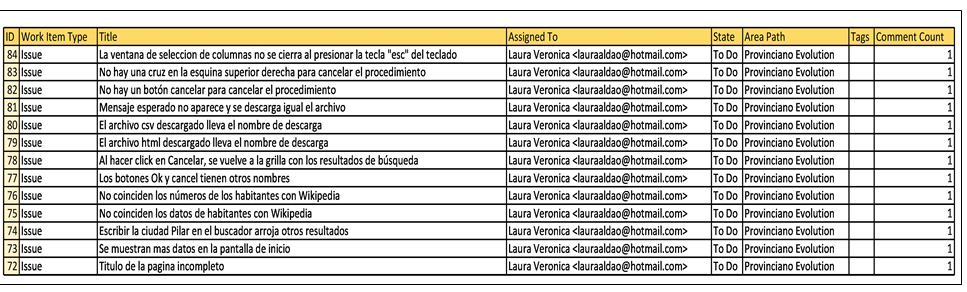 ID Work Item Type Title Assigned To State Area Path Tags Comment Count
84 Issue La ventana de seleccion de columnas no se cierra al presionar la tecla "esc" del teclado Laura Veronica <lauraaldao@hotmail.com> To Do Provinciano Evolution 1
83 Issue No hay una cruz en la esquina superior derecha para cancelar el procedimiento Laura Veronica <lauraaldao@hotmail.com> To Do Provinciano Evolution 1
82 Issue No hay un botón cancelar para cancelar el procedimiento Laura Veronica <lauraaldao@hotmail.com> To Do Provinciano Evolution 1
81 Issue Mensaje esperado no aparece y se descarga igual el archivo Laura Veronica <lauraaldao@hotmail.com> To Do Provinciano Evolution 1
80 Issue El archivo csv descargado lleva el nombre de descarga Laura Veronica <lauraaldao@hotmail.com> To Do Provinciano Evolution 1
79 Issue El archivo html descargado lleva el nombre de descarga Laura Veronica <lauraaldao@hotmail.com> To Do Provinciano Evolution 1
78 Issue Al hacer click en Cancelar, se vuelve a la grilla con los resultados de búsqueda Laura Veronica <lauraaldao@hotmail.com> To Do Provinciano Evolution 1
77 Issue Los botones Ok y cancel tienen otros nombres Laura Veronica <lauraaldao@hotmail.com> To Do Provinciano Evolution 1
76 Issue No coinciden los números de los habitantes con Wikipedia Laura Veronica <lauraaldao@hotmail.com> To Do Provinciano Evolution 1
75 Issue No coinciden los datos de habitantes con Wikipedia Laura Veronica <lauraaldao@hotmail.com> To Do Provinciano Evolution 1
74 Issue Escribir la ciudad Pilar en el buscador arroja otros resultados Laura Veronica <lauraaldao@hotmail.com> To Do Provinciano Evolution 1
73 Issue Se muestran mas datos en la pantalla de inicio Laura Veronica <lauraaldao@hotmail.com> To Do Provinciano Evolution 1
72 Issue Titulo de la pagina incompleto Laura Veronica <lauraaldao@hotmail.com> To Do Provinciano Evolution 1